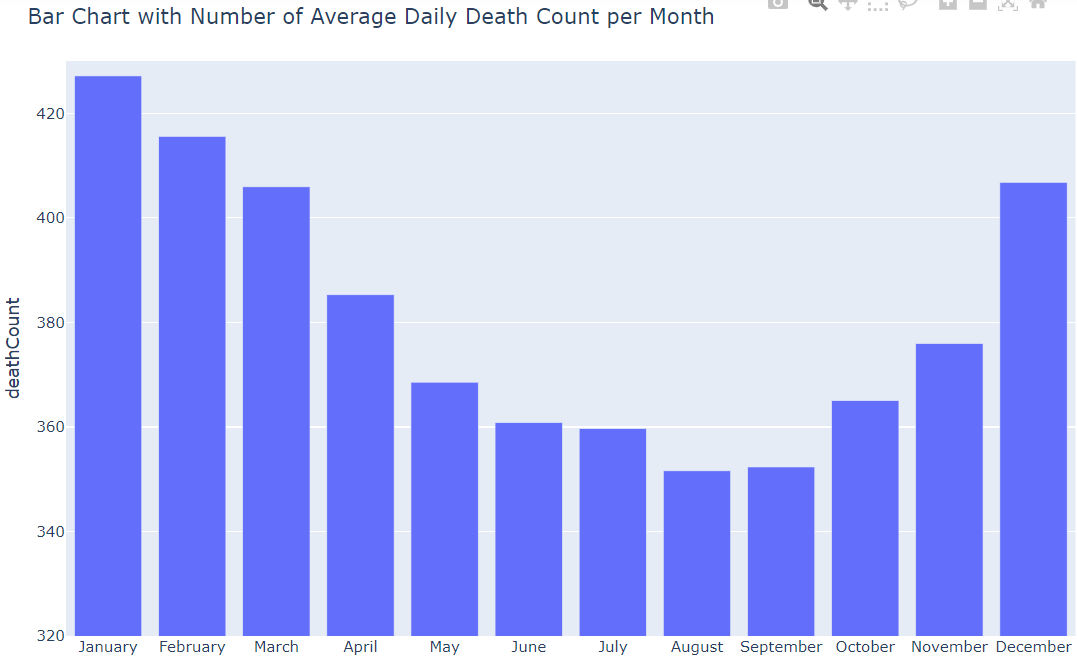 Bar Chart with Number of Average Daily Death Count per Month
420
400
380
360
340
320
deathCount
January February March April May June July August September October November December